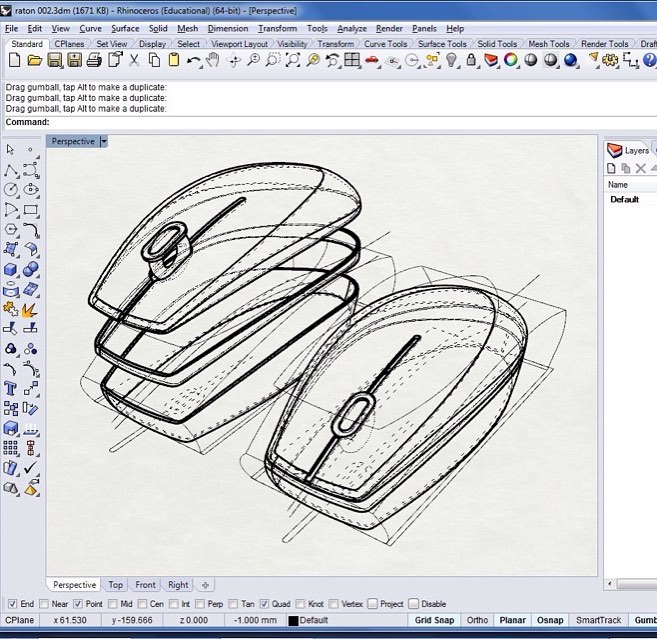 raton 002.3dm (1671 KB) - Rhinoceros (Educational) (64-bit) - [Perspective]
File Edit View Curve Surface Solid Mesh Dimension Transform Tools Analyze Render Panels Help
Standard CPlanes Set View Display Select Viewport Layout Visibility Transform Curve Tools Surface Tools Solid Tools Mesh Tools Render Tools Draft
Drag gumball, tap Alt to make a duplicate:
Drag gumball, tap Alt to make a duplicate:
Drag gumball, tap Alt to make a duplicate:
Command:
Perspective
Layers
Name
Default
Perspective Top Front Right
End Near Point Mid Cen Int Perp Tan Quad Knot Vertex Project Disable
CPlane x 61.530 y -159.666 z 0.000 -1.000 mm Default Grid Snap Ortho Planar Osnap SmartTrack Gumb